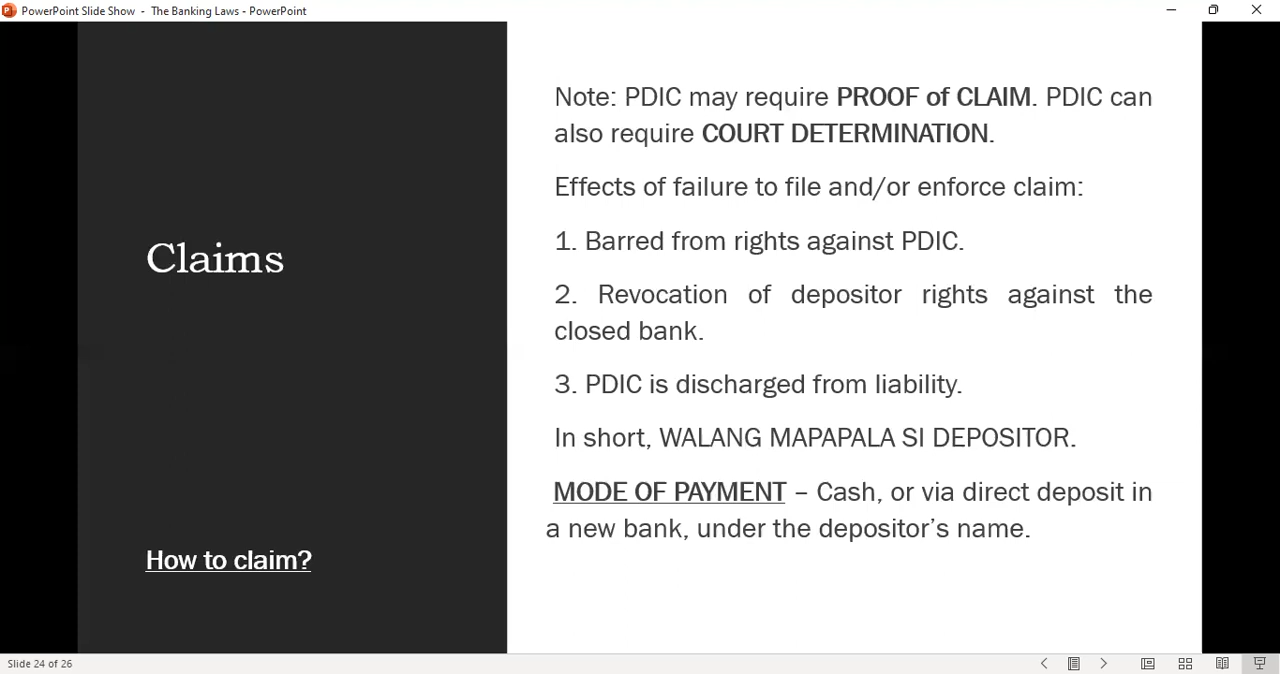 PowerPoint Slide Show - The Banking Laws - PowerPoint
Claims
How to claim?
Note: PDIC may require PROOF of CLAIM. PDIC can
also require COURT DETERMINATION.
Effects of failure to file and/or enforce claim:
1. Barred from rights against PDIC.
2. Revocation of depositor rights against the
closed bank.
3. PDIC is discharged from liability.
In short, WALANG MAPAPALA SI DEPOSITOR.
MODE OF PAYMENT – Cash, or via direct deposit in
a new bank, under the depositor’s name.
Slide 24 of 26